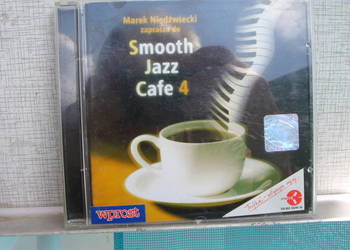 Marek Niedźwiecki
zaprasza do
Smooth
Jazz
Cafe 4
wprost